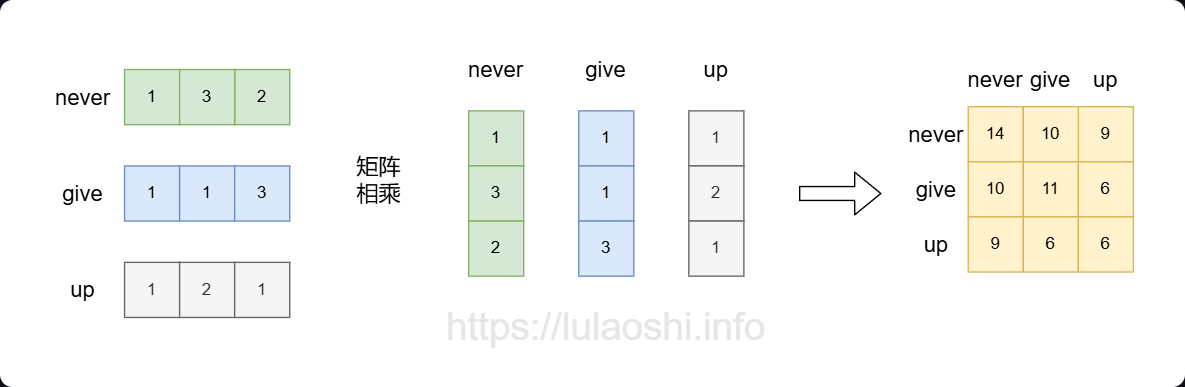 never 1 3 2
give 1 1 3
up 1 2 1
矩阵
相乘
never give up
1 1 1
3 1 2
2 3 1
never give up
never 14 10 9
give 10 11 6
up 9 6 6
https://lulaoshi.info